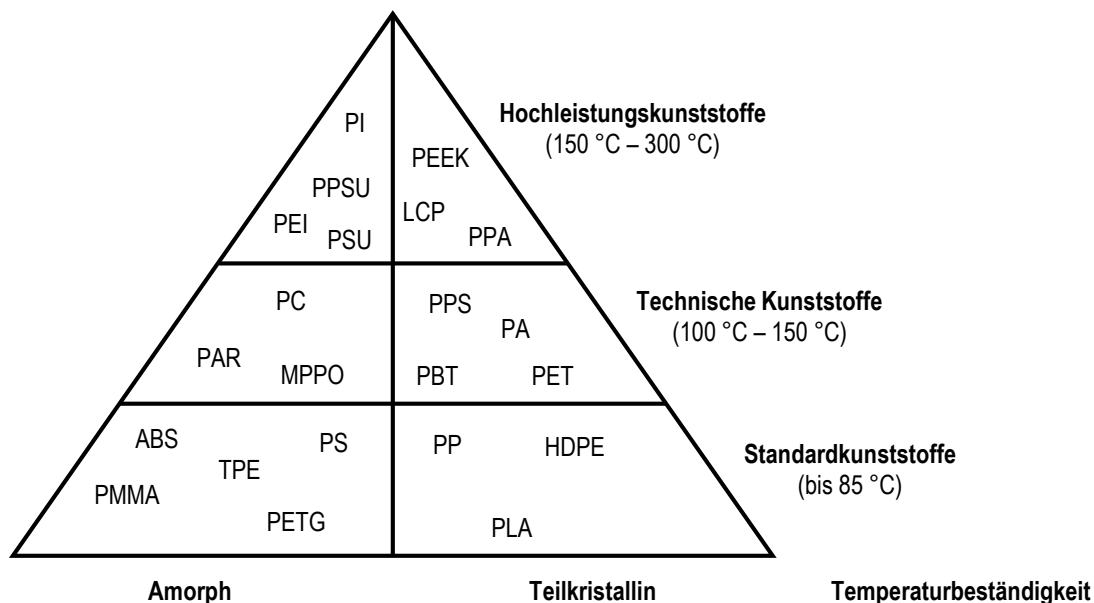 PI
PEEK
PPSU
LCP
PEI
PSU
PPA
Hochleistungskunststoffe
(150 °C – 300 °C)
PC
PPS
PA
PAR
MPPO
PBT
PET
Technische Kunststoffe
(100 °C – 150 °C)
ABS
PS
PP
HDPE
TPE
PMMA
PETG
PLA
Standardkunststoffe
(bis 85 °C)
Amorph
Teilkristallin
Temperaturbeständigkeit